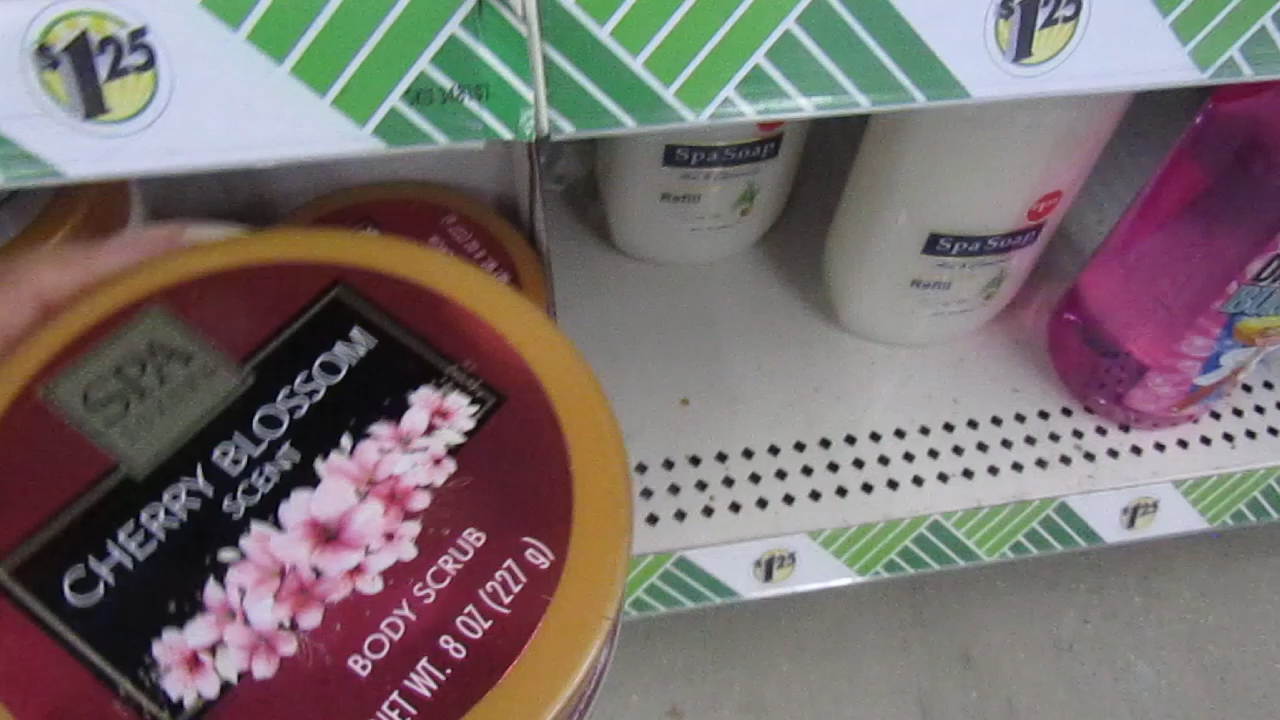 $1.25
$1.25
Spa Soap
Refill
Spa Soap
Refill
SPA
CHERRY BLOSSOM
SCENT
BODY SCRUB
NET WT. 8 OZ (227 g)
$1.25
$1.25